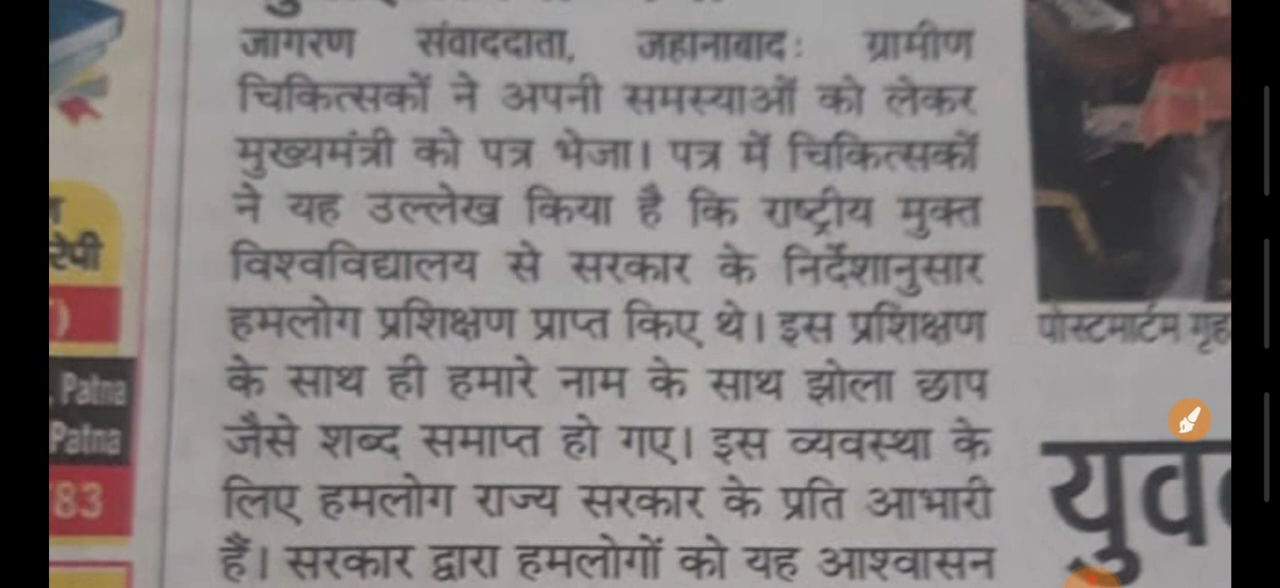 जागरण संवाददाता, जहानाबाद: ग्रामीण
चिकित्सकों ने अपनी समस्याओं को लेकर
मुख्यमंत्री को पत्र भेजा। पत्र में चिकित्सकों
ने यह उल्लेख किया है कि राष्ट्रीय मुक्त
विश्वविद्यालय से सरकार के निर्देशानुसार
हमलोग प्रशिक्षण प्राप्त किए थे। इस प्रशिक्षण
के साथ ही हमारे नाम के साथ झोला छाप
जैसे शब्द समाप्त हो गए। इस व्यवस्था के
लिए हमलोग राज्य सरकार के प्रति आभारी
हैं। सरकार द्वारा हमलोगों को यह आश्वासन
Patna
Patna
83
पोस्टमार्टम गृह